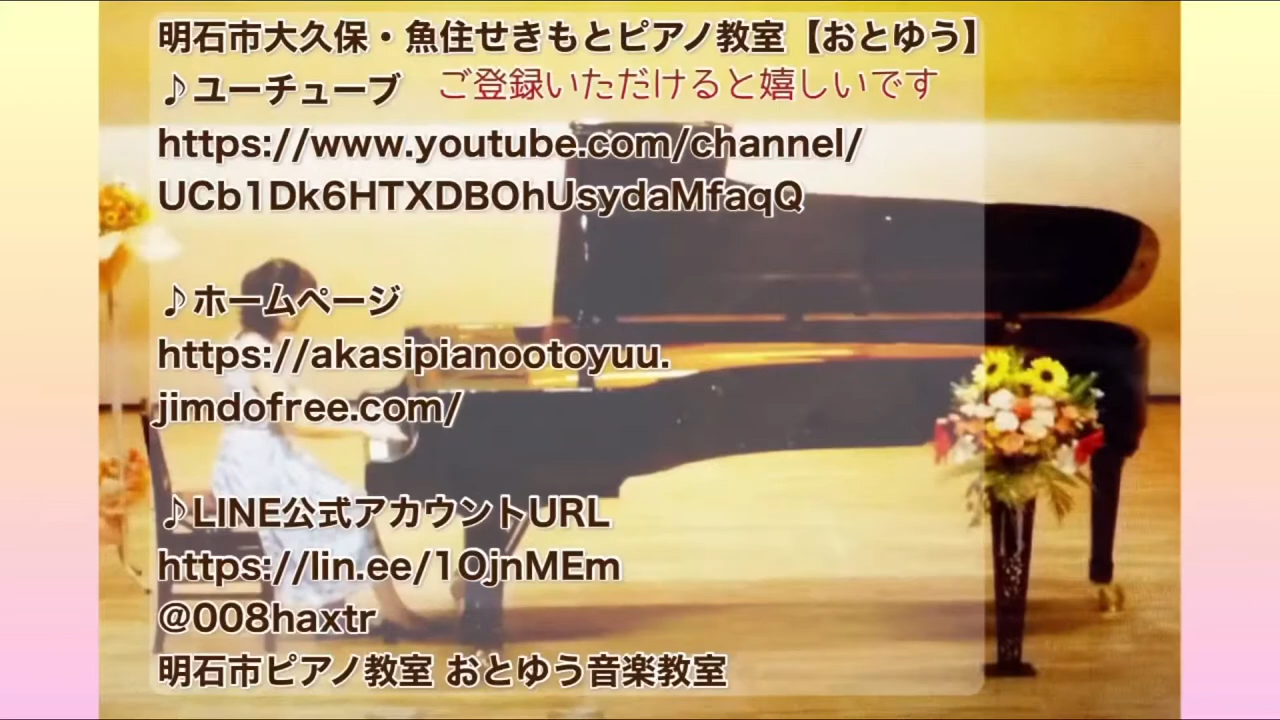 明石市大久保・魚住せきもとピアノ教室【おとゆう】
♪ユーチューブ ご登録いただけると嬉しいです
https://www.youtube.com/channel/
UCb1Dk6HTXDBOhUsydaMfaqQ
♪ホームページ
https://akasipianootoyuu.
jimdofree.com/
♪LINE公式アカウントURL
https://lin.ee/1OjnMEm
@008haxtr
明石市ピアノ教室 おとゆう音楽教室